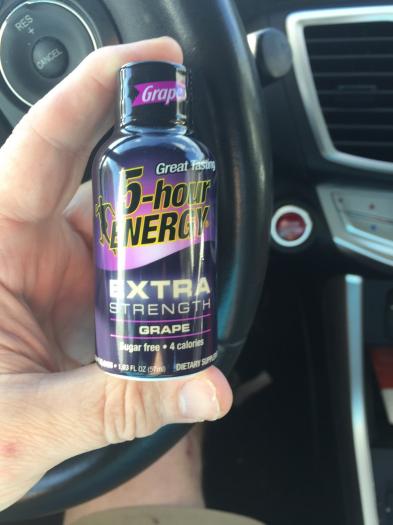 RES
+
CANCEL
Grape
Great Tasting
5-hour
ENERGY
EXTRA
STRENGTH
GRAPE
Sugar free • 4 calories
1.93 FL OZ (57ml) DIETARY SUPPL